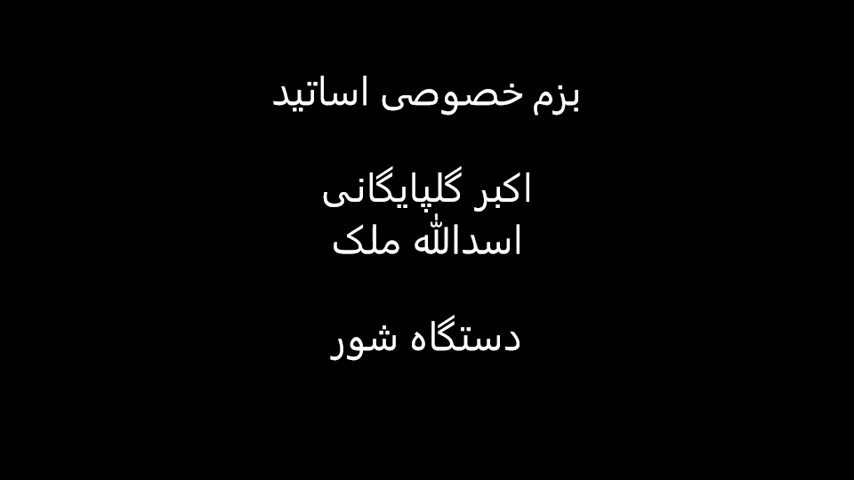 بزم خصوصی اساتید
اکبر گلپایگانی
اسدالله ملک
دستگاه شور